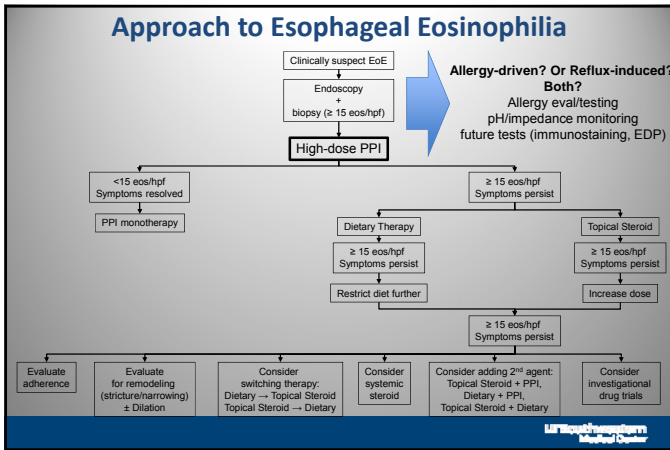 Approach to Esophageal Eosinophilia
Clinically suspect EoE
Endoscopy
+
biopsy (≥ 15 eos/hpf)
Allergy-driven? Or Reflux-induced?
Both?
Allergy eval/testing
pH/impedance monitoring
future tests (immunostaining, EDP)
High-dose PPI
<15 eos/hpf
Symptoms resolved
PPI monotherapy
≥ 15 eos/hpf
Symptoms persist
Dietary Therapy
≥ 15 eos/hpf
Symptoms persist
Restrict diet further
Topical Steroid
≥ 15 eos/hpf
Symptoms persist
Increase dose
≥ 15 eos/hpf
Symptoms persist
Evaluate
adherence
Evaluate
for remodeling
(stricture/narrowing)
± Dilation
Consider
switching therapy:
Dietary → Topical Steroid
Topical Steroid → Dietary
Consider
systemic
steroid
Consider adding 2nd agent:
Topical Steroid + PPI,
Dietary + PPI,
Topical Steroid + Dietary
Consider
investigational
drug trials
UT Southwestern
Medical Center